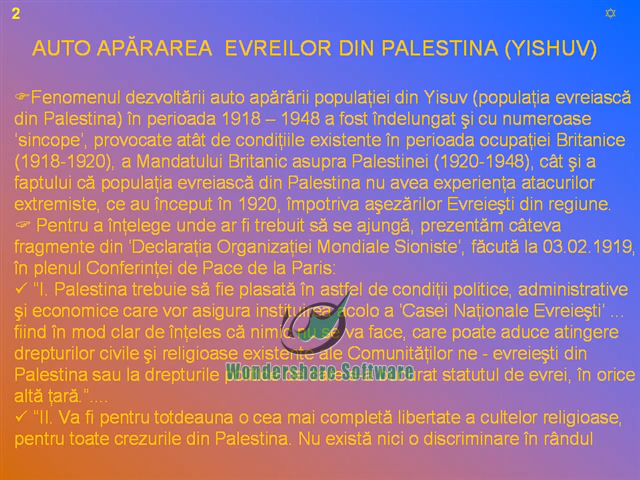 2
✡
AUTO APĂRAREA EVREILOR DIN PALESTINA (YISHUV)
☞Fenomenul dezvoltării auto apărării populației din Yisuv (populația evreiască
din Palestina) în perioada 1918 – 1948 a fost îndelungat şi cu numeroase
'sincope', provocate atât de condițiile existente în perioada ocupației Britanice
(1918-1920), a Mandatului Britanic asupra Palestinei (1920-1948), cât şi a
faptului că populația evreiască din Palestina nu avea experiența atacurilor
extremiste, ce au început în 1920, împotriva aşezărilor Evreieşti din regiune.
☞ Pentru a înțelege unde ar fi trebuit să se ajungă, prezentăm câteva
fragmente din 'Declarația Organizației Mondiale Sioniste', făcută la 03.02.1919,
în plenul Conferinței de Pace de la Paris:
✓ "I. Palestina trebuie să fie plasată în astfel de condiții politice, administrative
şi economice care vor asigura instituirea acolo a 'Casei Naționale Evreieşti' ...
fiind în mod clar de înțeles că nimic nu se va face, care poate aduce atingere
drepturilor civile şi religioase existente ale Comunităților ne - evreieşti din
Palestina sau la drepturile statutul de evrei, în orice
altă țară."....
✓ "II. Va fi pentru totdeauna o cea mai completă libertate a cultelor religioase,
pentru toate crezurile din Palestina. Nu există nici o discriminare în rândul
Wondershare Software